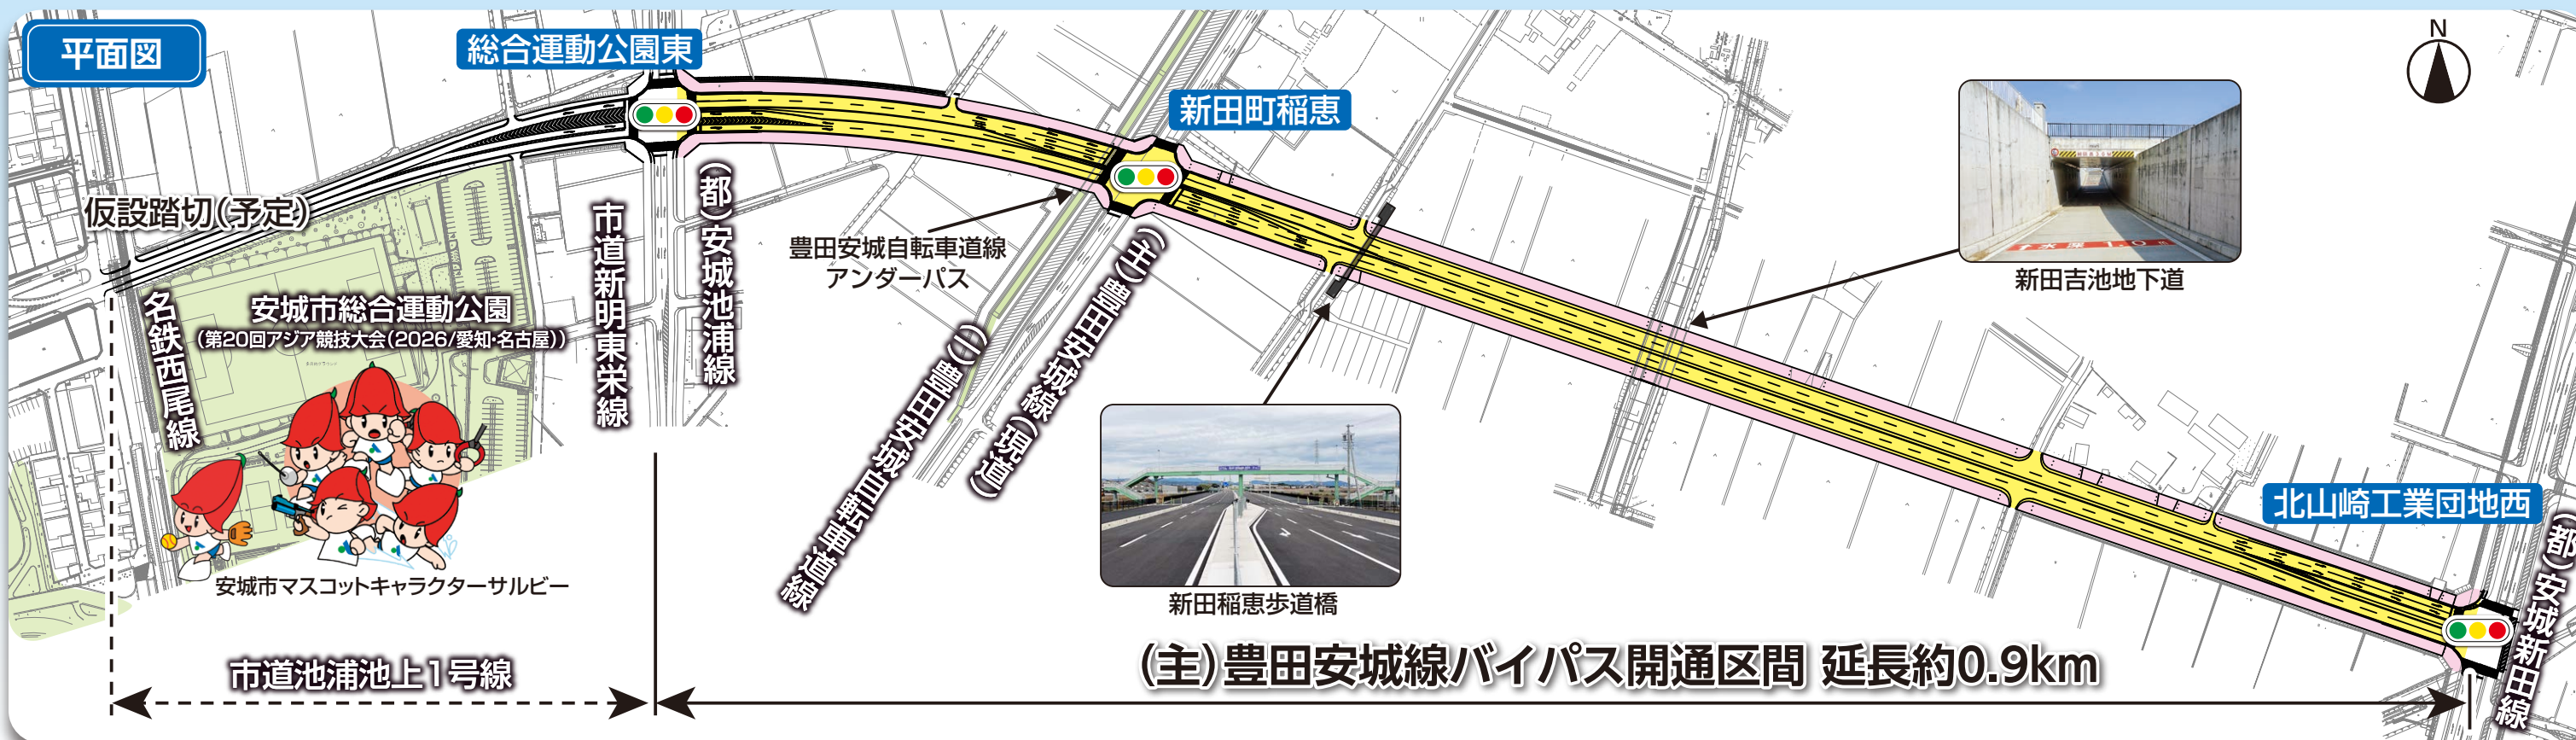 平面図
総合運動公園東
N
新田町稲恵
仮設踏切(予定)
(都)安城池浦線
市道新明東栄線
豊田安城自転車道線
アンダーパス
(主)豊田安城線(現道)
新田吉池地下道
名鉄西尾線
安城市総合運動公園
(第20回アジア競技大会(2026/愛知・名古屋))
(一)豊田安城自転車道線
北山崎工業団地西
(都)安城新田線
安城市マスコットキャラクターサルビー
新田稲恵歩道橋
市道池浦池上1号線
(主)豊田安城線バイパス開通区間 延長約0.9km